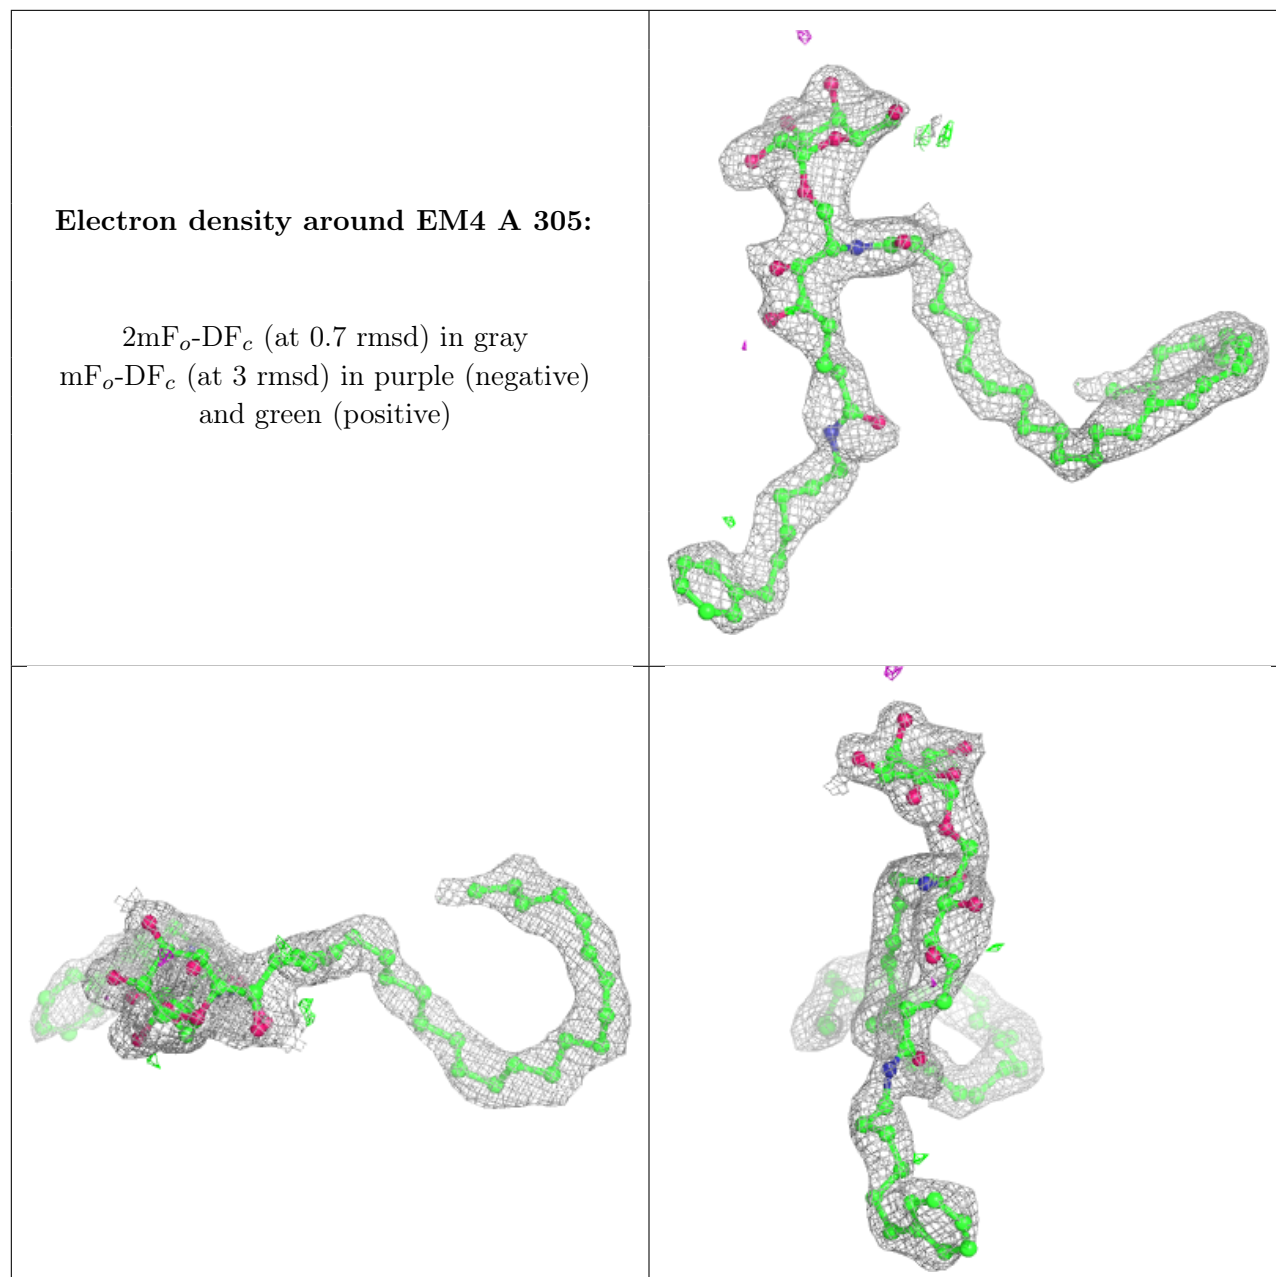 Electron density around EM4 A 305:
2mFo-DFc (at 0.7 rmsd) in gray
mFo-DFc (at 3 rmsd) in purple (negative)
and green (positive)